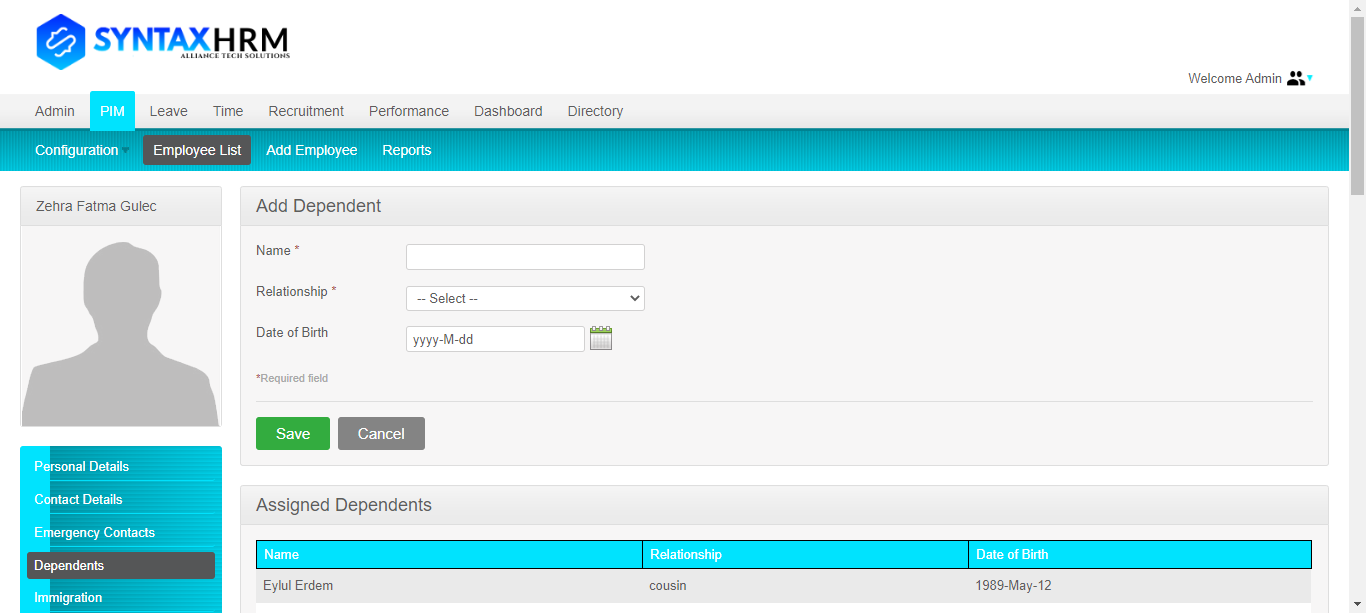 SYNTAXHRM
ALLIANCE TECH SOLUTIONS
Welcome Admin
Admin PIM Leave Time Recruitment Performance Dashboard Directory
Configuration Employee List Add Employee Reports
Zehra Fatma Gulec
Add Dependent
Name *
Relationship * -- Select --
Date of Birth yyyy-M-dd
*Required field
Save Cancel
Personal Details
Contact Details
Emergency Contacts
Dependents
Immigration
Assigned Dependents
Name Relationship Date of Birth
Eylul Erdem cousin 1989-May-12